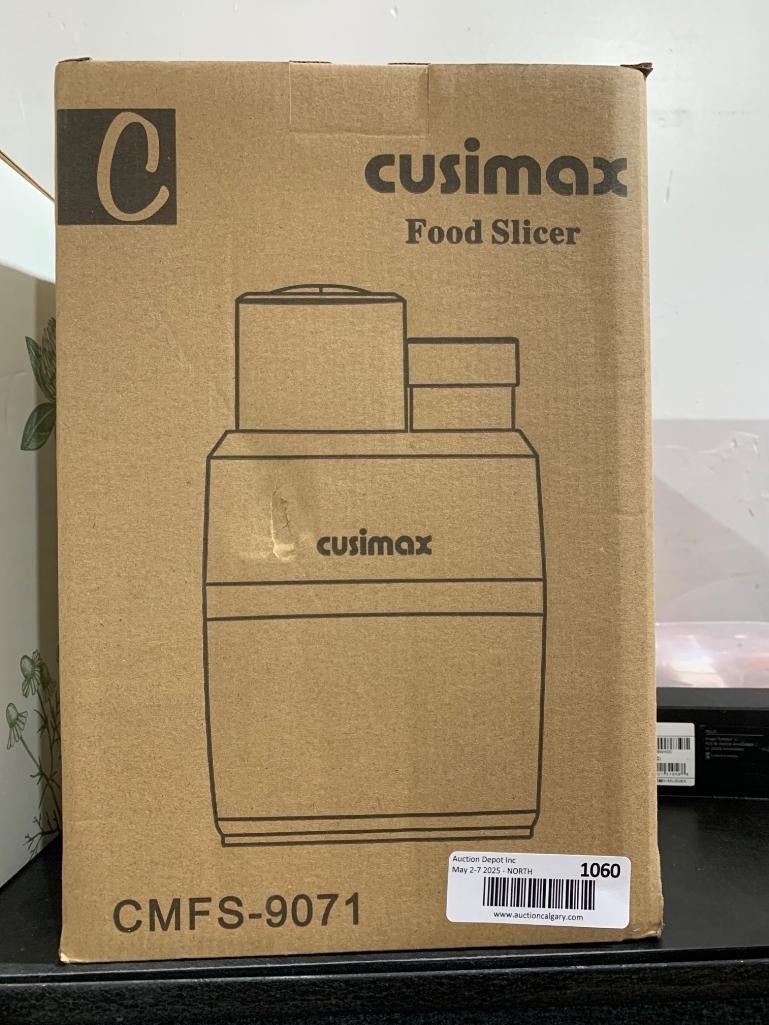 C
cusimax
Food Slicer
cusimax
CMFS-9071
Auction Depot Inc
May 2-7 2025 - NORTH
1060
www.auctioncalgary.com